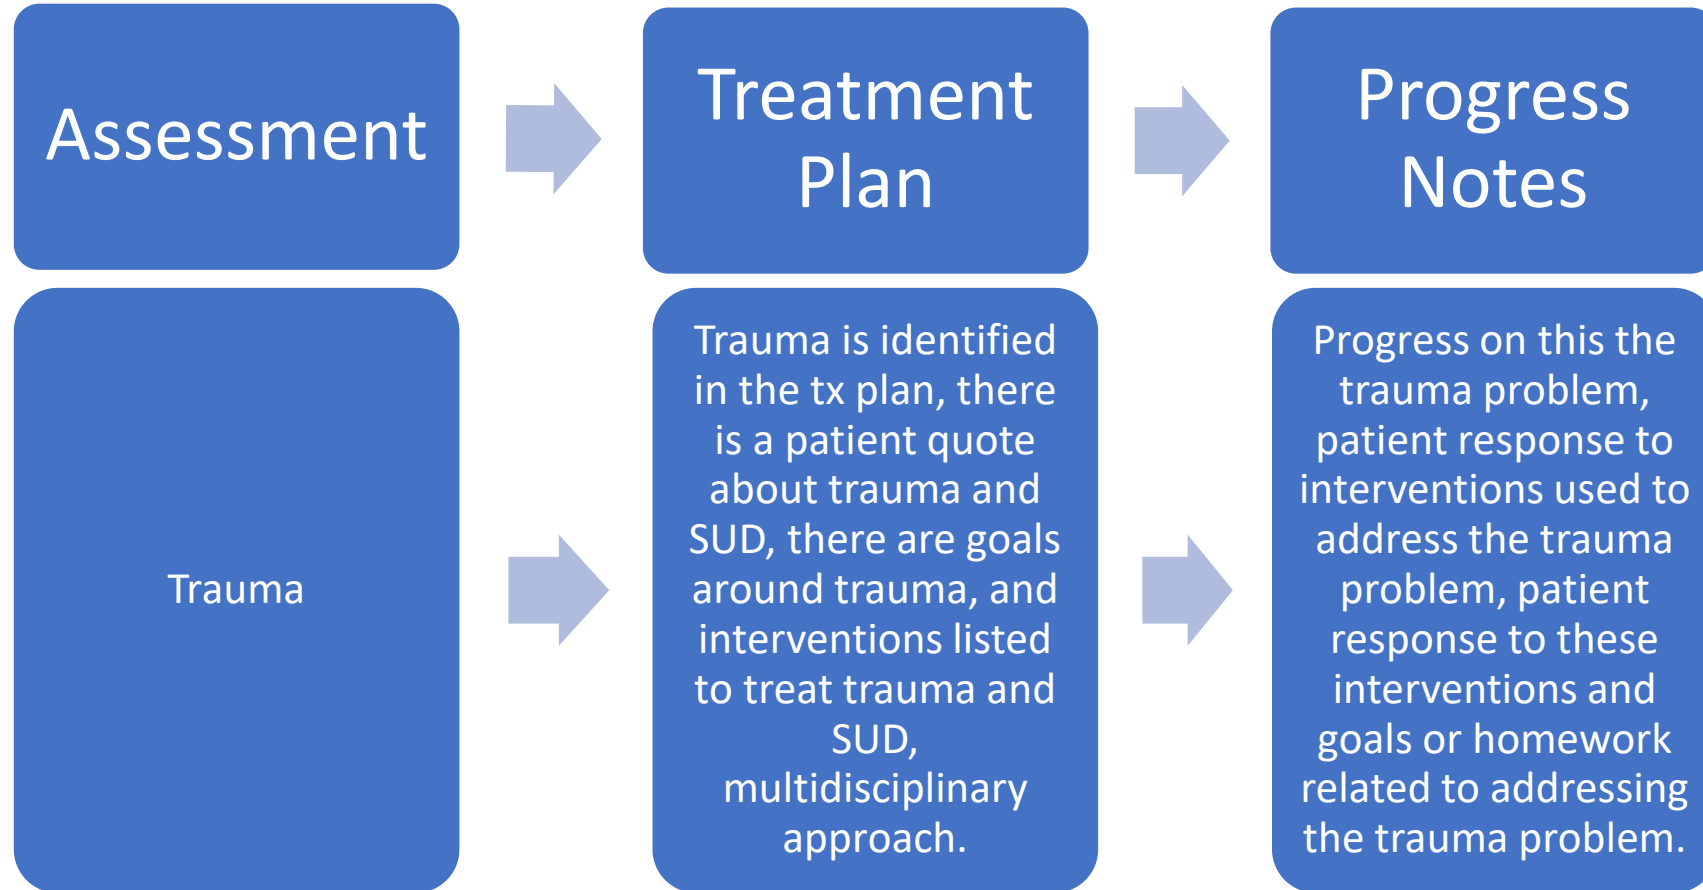 Assessment
Treatment
Plan
Progress
Notes
Trauma
Trauma is identified
in the tx plan, there
is a patient quote
about trauma and
SUD, there are goals
around trauma, and
interventions listed
to treat trauma and
SUD,
multidisciplinary
approach.
Progress on this the
trauma problem,
patient response to
interventions used to
address the trauma
problem, patient
response to these
interventions and
goals or homework
related to addressing
the trauma problem.